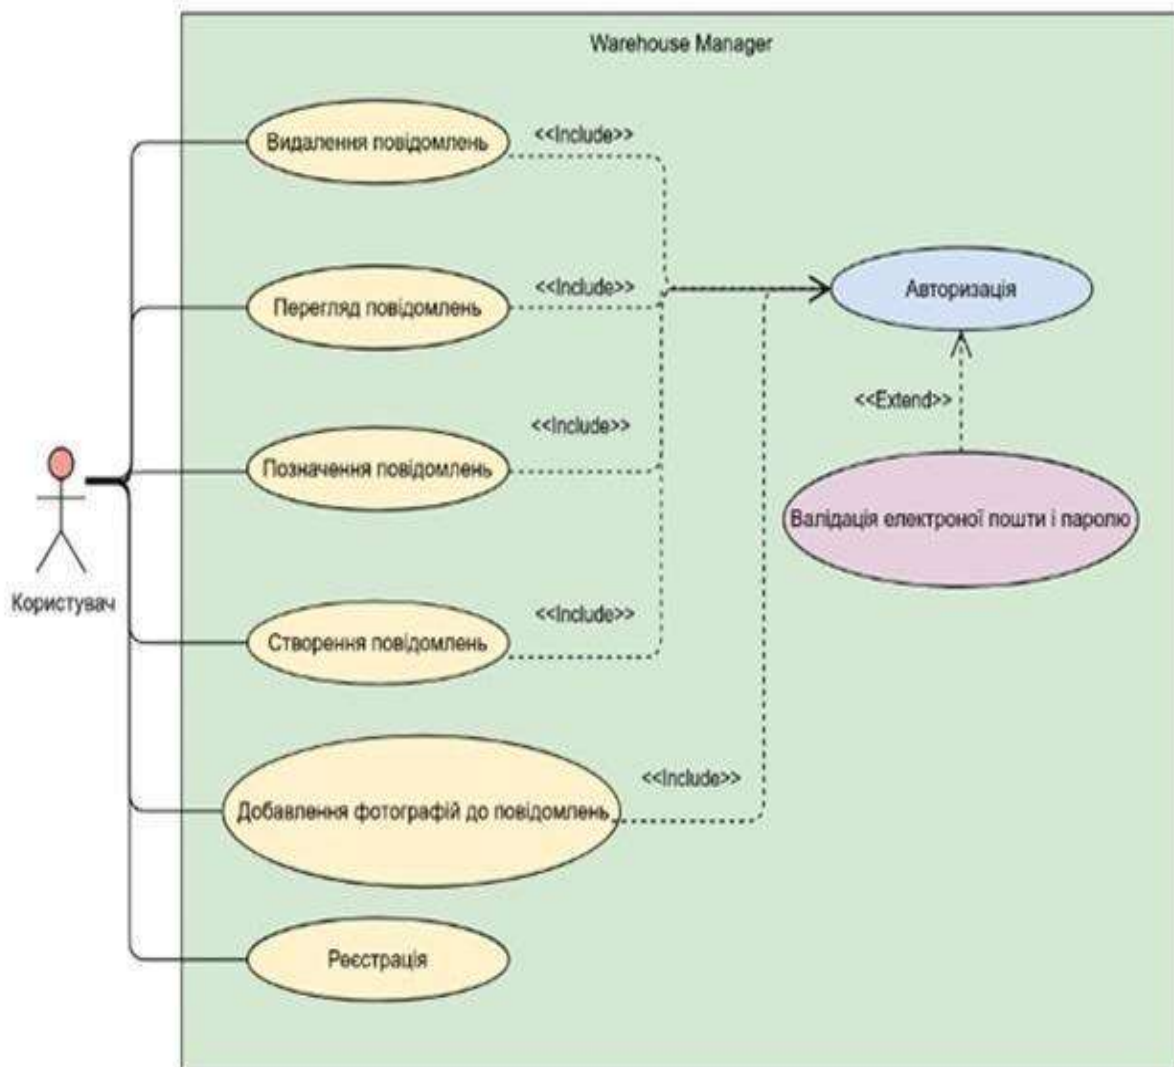 Warehouse Manager
Видалення повідомлень
<<Include>>
Перегляд повідомлень
<<Include>>
Авторизація
<<Extend>>
Позначення повідомлень
<<Include>>
Валідація електроної пошти і паролю
Користувач
Створення повідомлень
<<Include>>
Добавлення фотографій до повідомлень
<<Include>>
Реєстрація